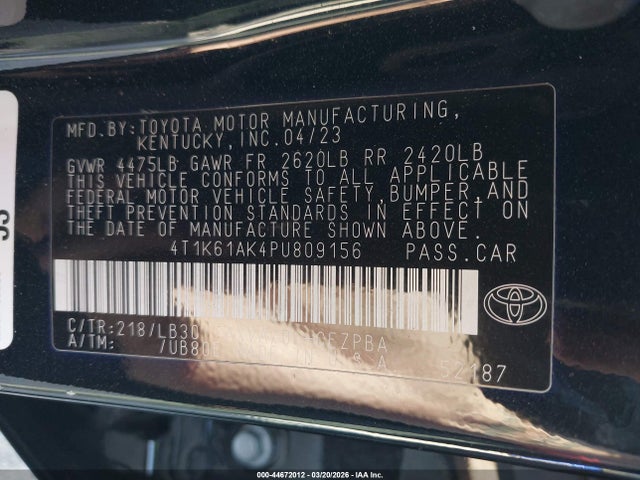 MFD.BY:TOYOTA MOTOR MANUFACTURING,
KENTUCKY,INC.04/23
GVWR 4475LB GAWR FR 2620LB RR 2420LB
THIS VEHICLE CONFORMS TO ALL APPLICABLE
FEDERAL MOTOR VEHICLE SAFETY,BUMPER,AND
THEFT PREVENTION STANDARDS IN EFFECT ON
THE DATE OF MANUFACTURE SHOWN ABOVE.
4T1K61AK4PU809156 PASS.CAR
C/TR:218/LB30
A/TM: 7UB80E U.S.A. 52187
000-44672012 - 03/20/2026 - IAA Inc.